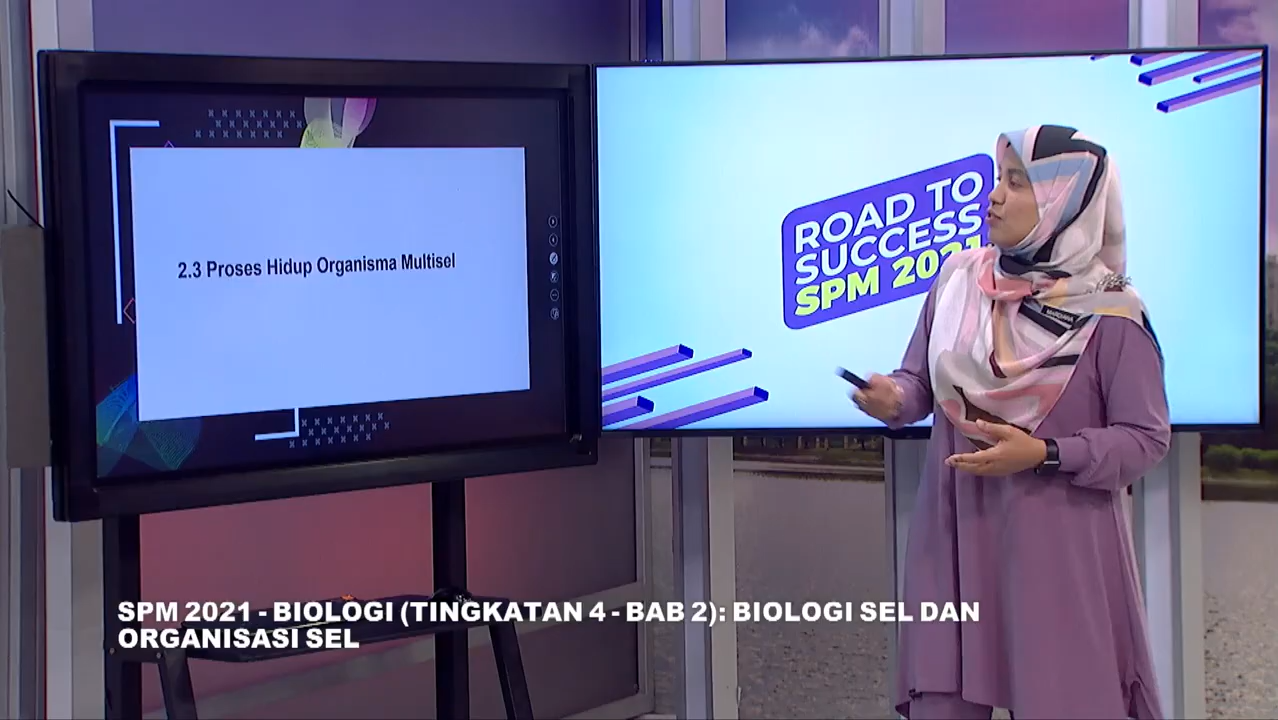 2.3 Proses Hidup Organisma Multisel
ROAD TO
SUCCESS
SPM 2021
SPM 2021 - BIOLOGI (TINGKATAN 4 - BAB 2): BIOLOGI SEL DAN
ORGANISASI SEL